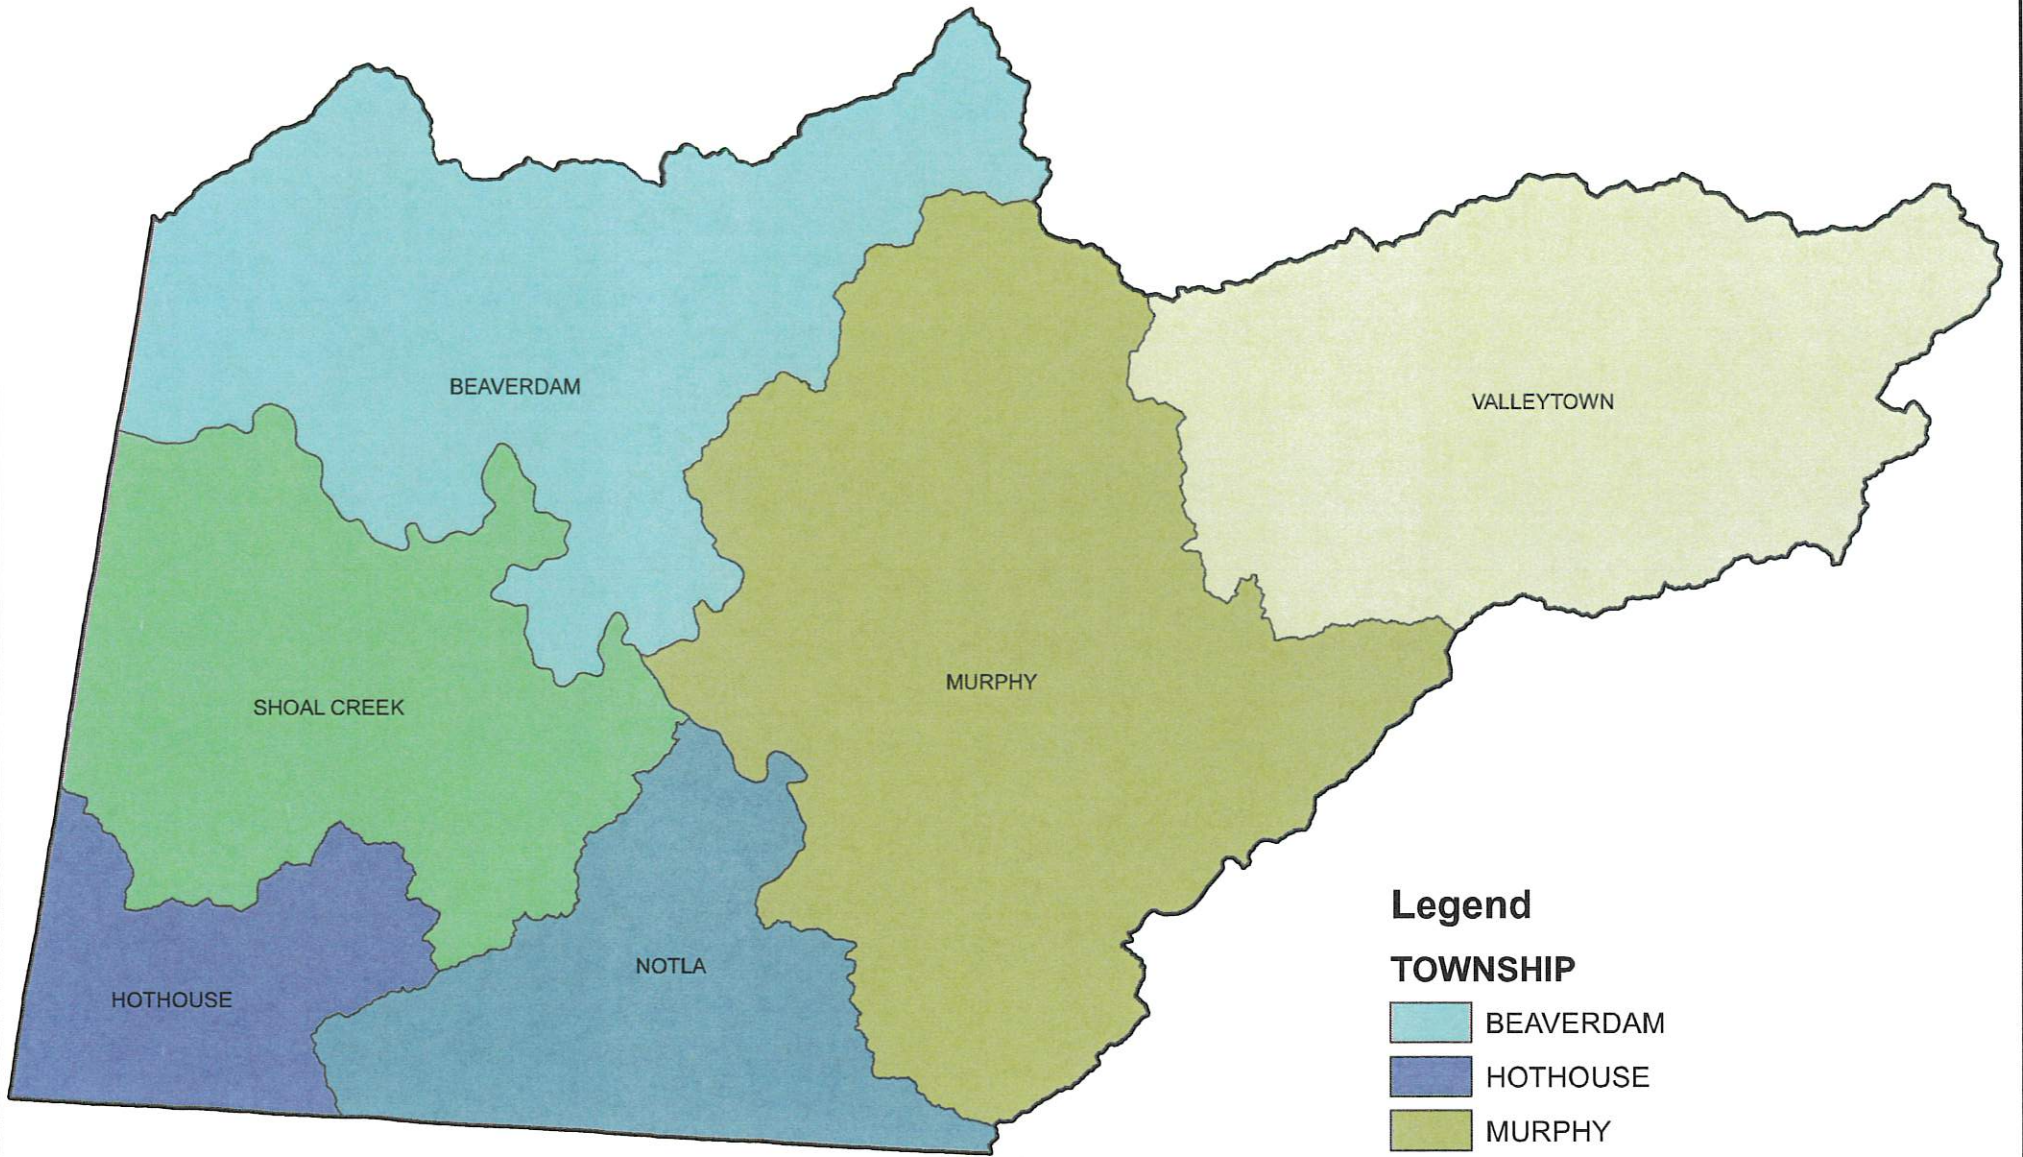 BEAVERDAM
VALLEYTOWN
MURPHY
SHOAL CREEK
NOTLA
HOTHOUSE
Legend
TOWNSHIP
BEAVERDAM
HOTHOUSE
MURPHY